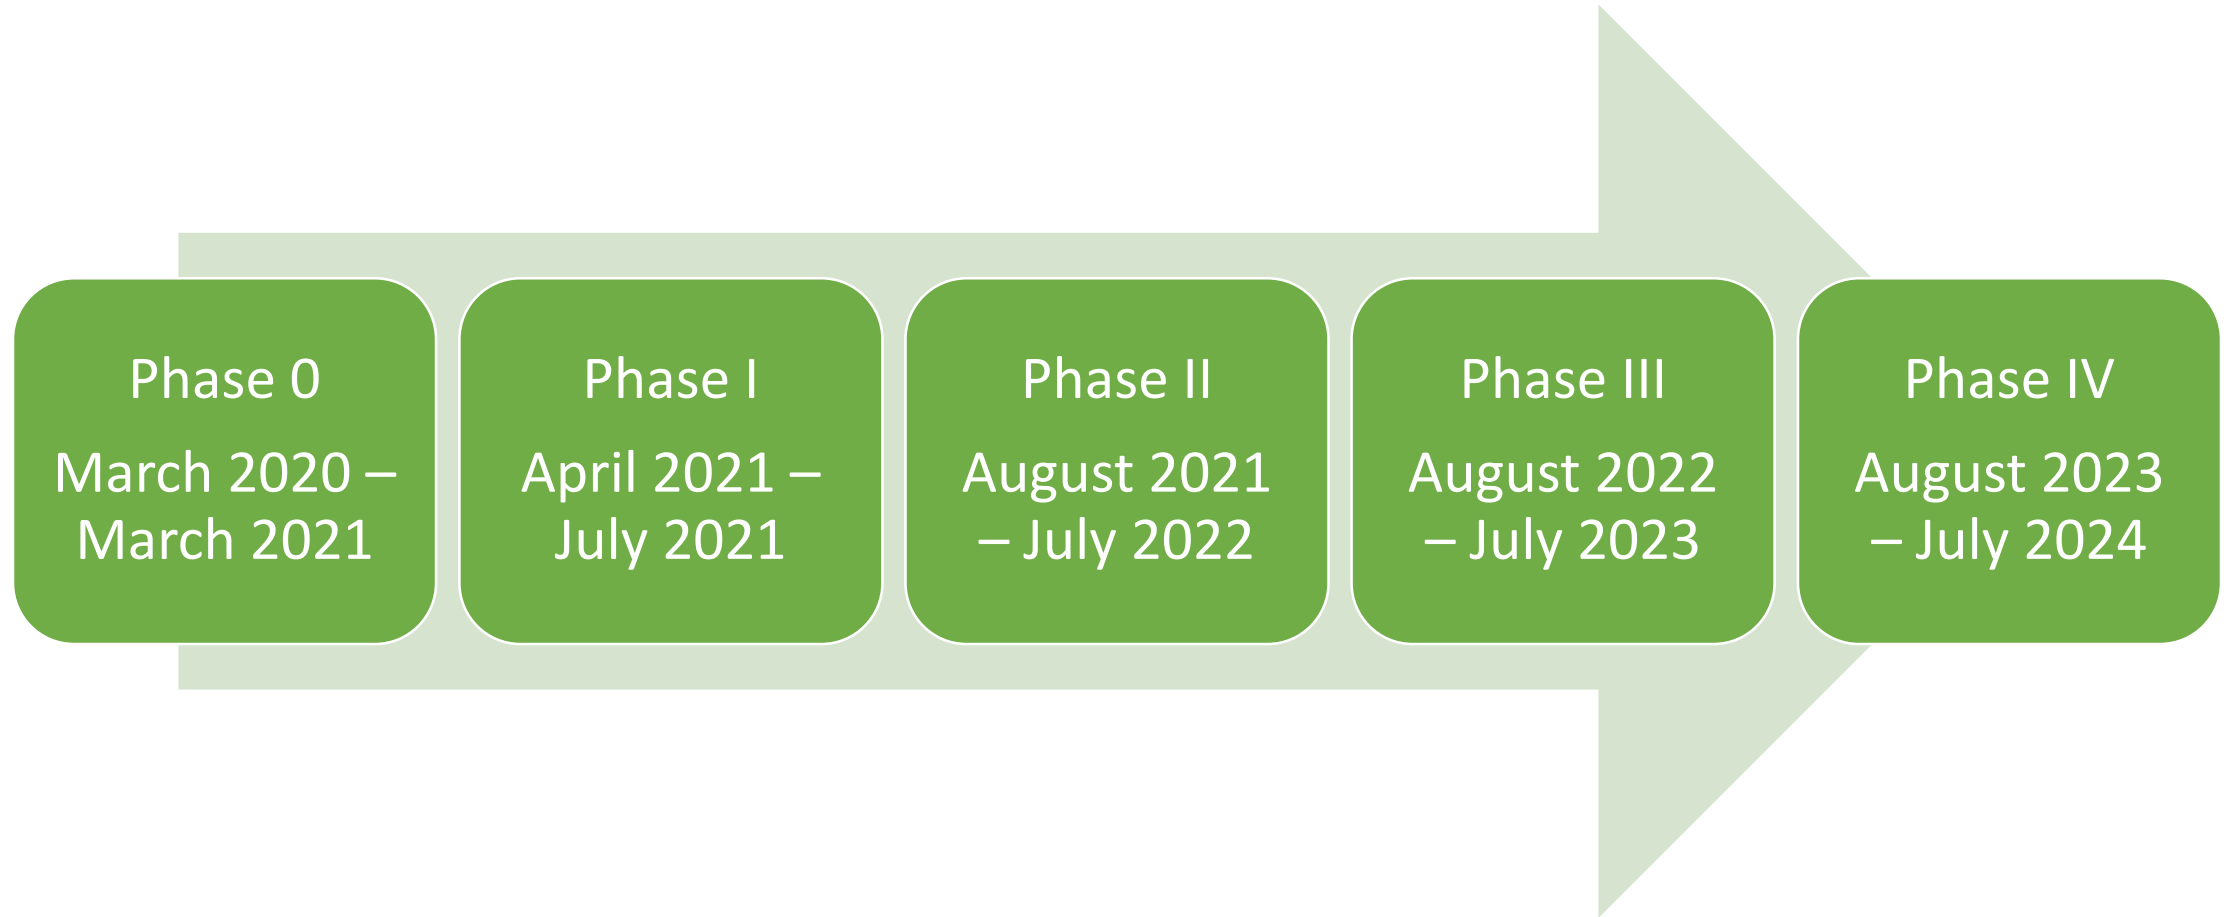 Phase 0
March 2020 –
March 2021
Phase I
April 2021 –
July 2021
Phase II
August 2021
– July 2022
Phase III
August 2022
– July 2023
Phase IV
August 2023
– July 2024